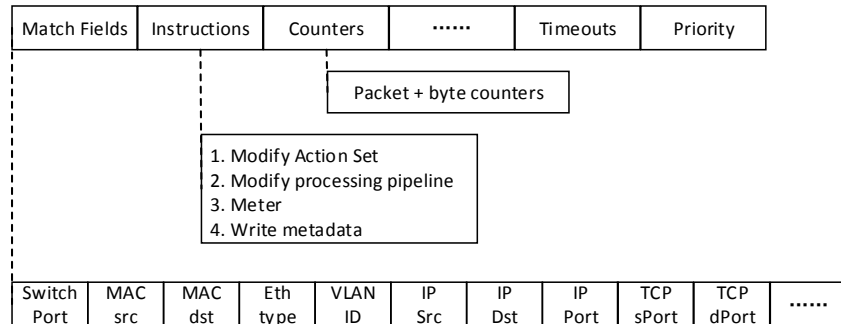 Match Fields Instructions Counters ...... Timeouts Priority
Packet + byte counters
1. Modify Action Set
2. Modify processing pipeline
3. Meter
4. Write metadata
Switch MAC MAC Eth VLAN IP IP IP TCP TCP ......
Port src dst type ID Src Dst Port sPort dPort